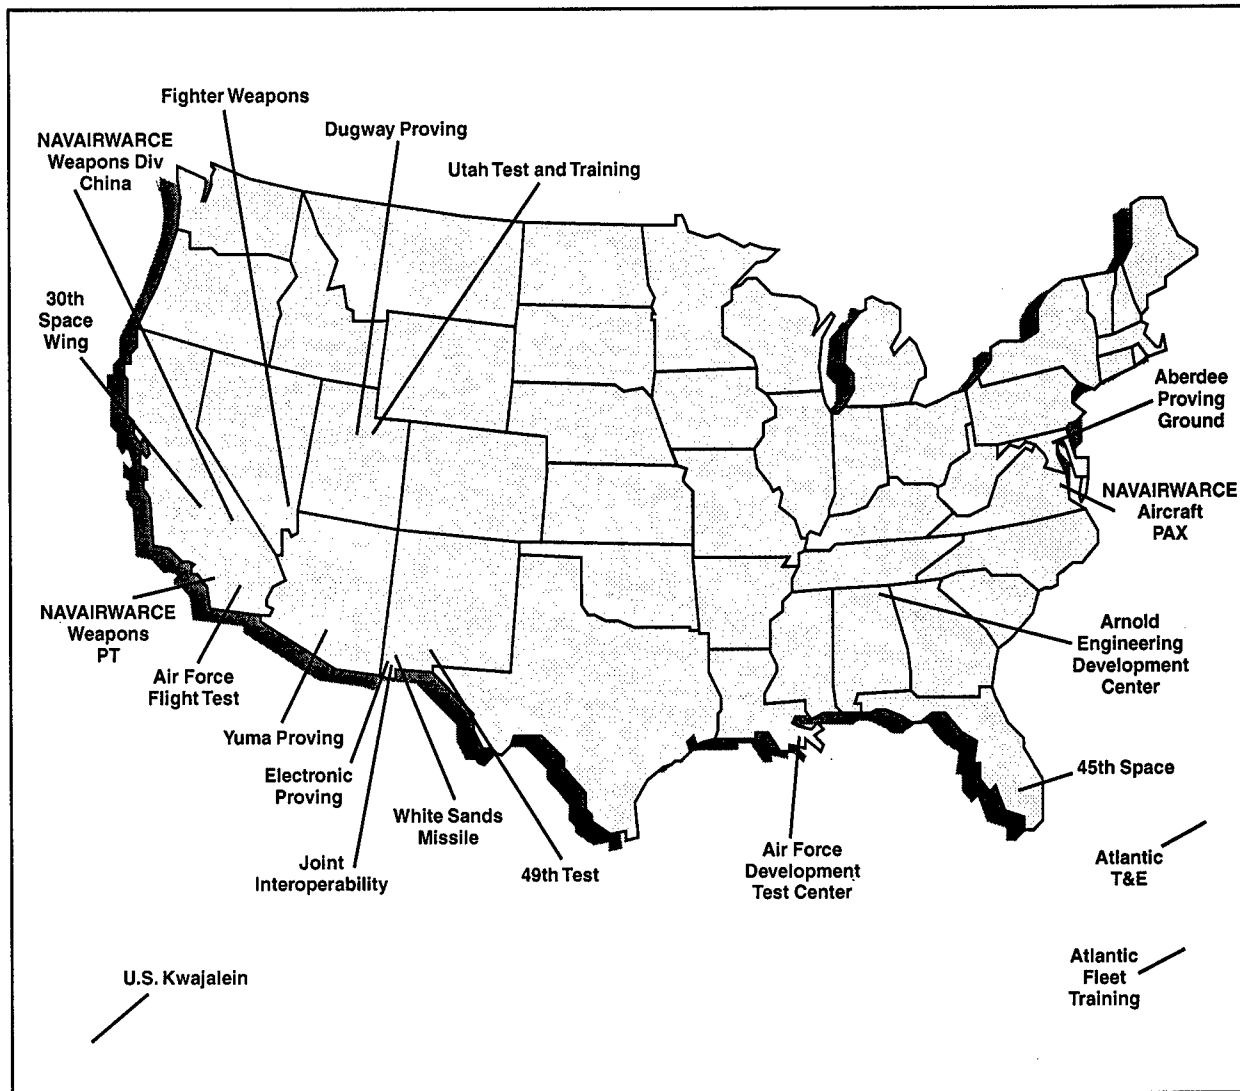 Fighter Weapons
Dugway Proving
NAVAIRWARCE
Weapons Div
China
Utah Test and Training
30th
Space
Wing
Aberdee
Proving
Ground
NAVAIRWARCE
Aircraft
PAX
NAVAIRWARCE
Weapons
PT
Air Force
Flight Test
Arnold
Engineering
Development
Center
Yuma Proving
Electronic
Proving
45th Space
White Sands
Missile
Joint
Interoperability
49th Test
Air Force
Development
Test Center
Atlantic
T&E
Atlantic
Fleet
Training
U.S. Kwajalein